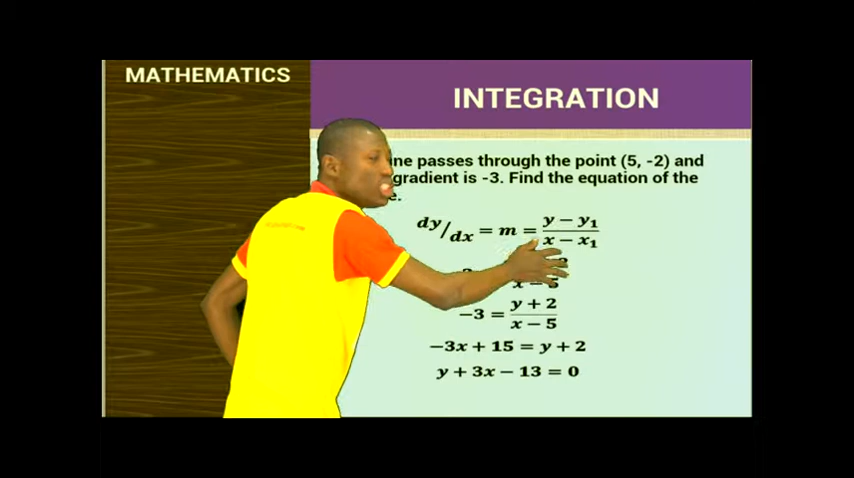 MATHEMATICS
INTEGRATION
passes through the point (5, -2) and
gradient is -3. Find the equation of the
dy/dx = m = y − y₁ / x − x₁
x − 5
−3 = y + 2 / x − 5
−3x + 15 = y + 2
y + 3x − 13 = 0